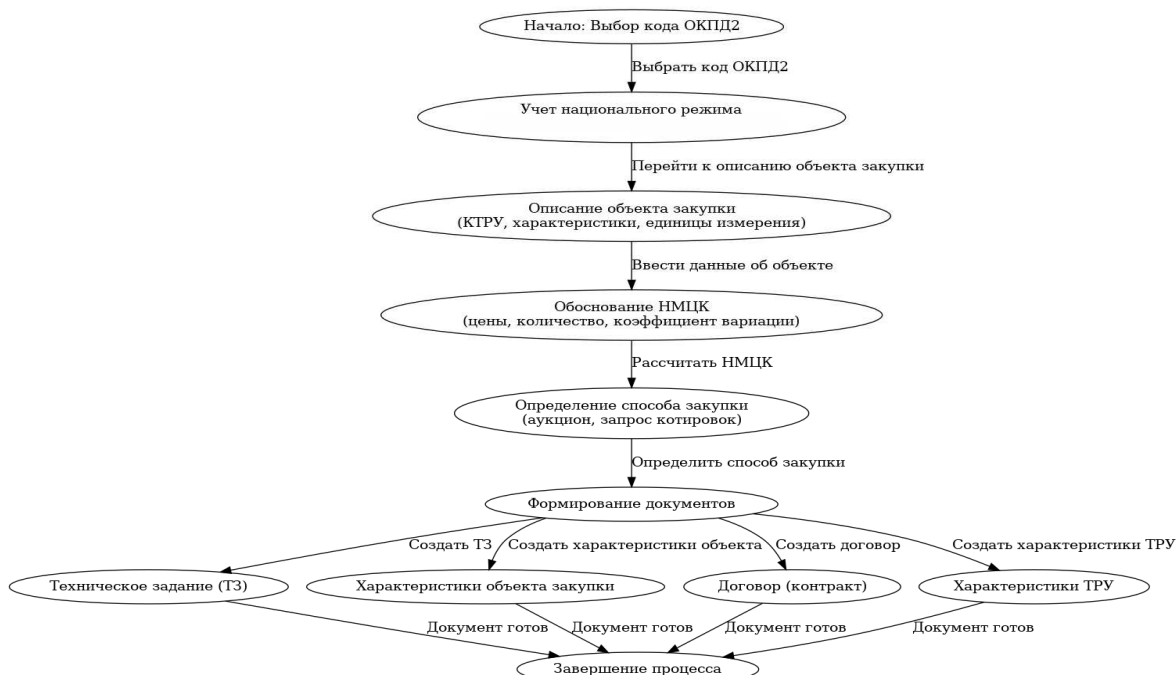 Начало: Выбор кода ОКПД2
Выбрать код ОКПД2
Учет национального режима
Перейти к описанию объекта закупки
Описание объекта закупки
(КТРУ, характеристики, единицы измерения)
Ввести данные об объекте
Обоснование НМЦК
(цены, количество, коэффициент вариации)
Рассчитать НМЦК
Определение способа закупки
(аукцион, запрос котировок)
Определить способ закупки
Формирование документов
Создать ТЗ
Создать характеристики объекта
Создать договор
Создать характеристики ТРУ
Техническое задание (ТЗ)
Характеристики объекта закупки
Договор (контракт)
Характеристики ТРУ
Документ готов
Документ готов
Документ готов
Документ готов
Завершение процесса